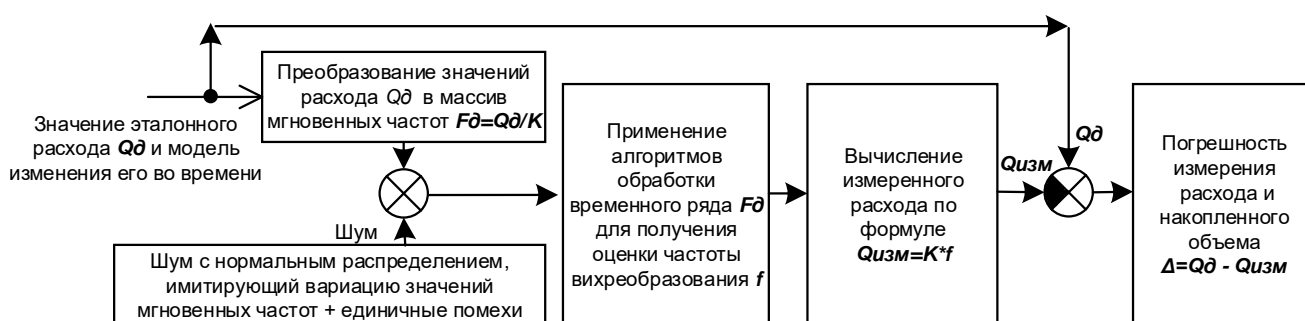 Значение эталонного
расхода Qд и модель
изменения его во времени
Преобразование значений
расхода Qд в массив
мгновенных частот Fд=Qд/K
Шум
Шум с нормальным распределением,
имитирующий вариацию значений
мгновенных частот + единичные помехи
Применение
алгоритмов
обработки
временного ряда Fд
для получения
оценки частоты
вихреобразования f
Вычисление
измеренного
расхода по
формуле
Qизм=K*f
Qизм
Qд
Погрешность
измерения
расхода и
накопленного
объема
Δ=Qд - Qизм